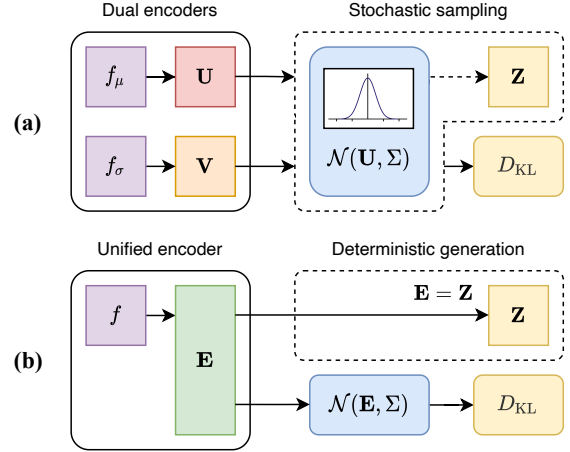 Dual encoders
Stochastic sampling
(a)
f_μ
U
Z
f_σ
V
𝒩(U, Σ)
D_KL
Unified encoder
Deterministic generation
(b)
f
E
E = Z
Z
𝒩(E, Σ)
D_KL